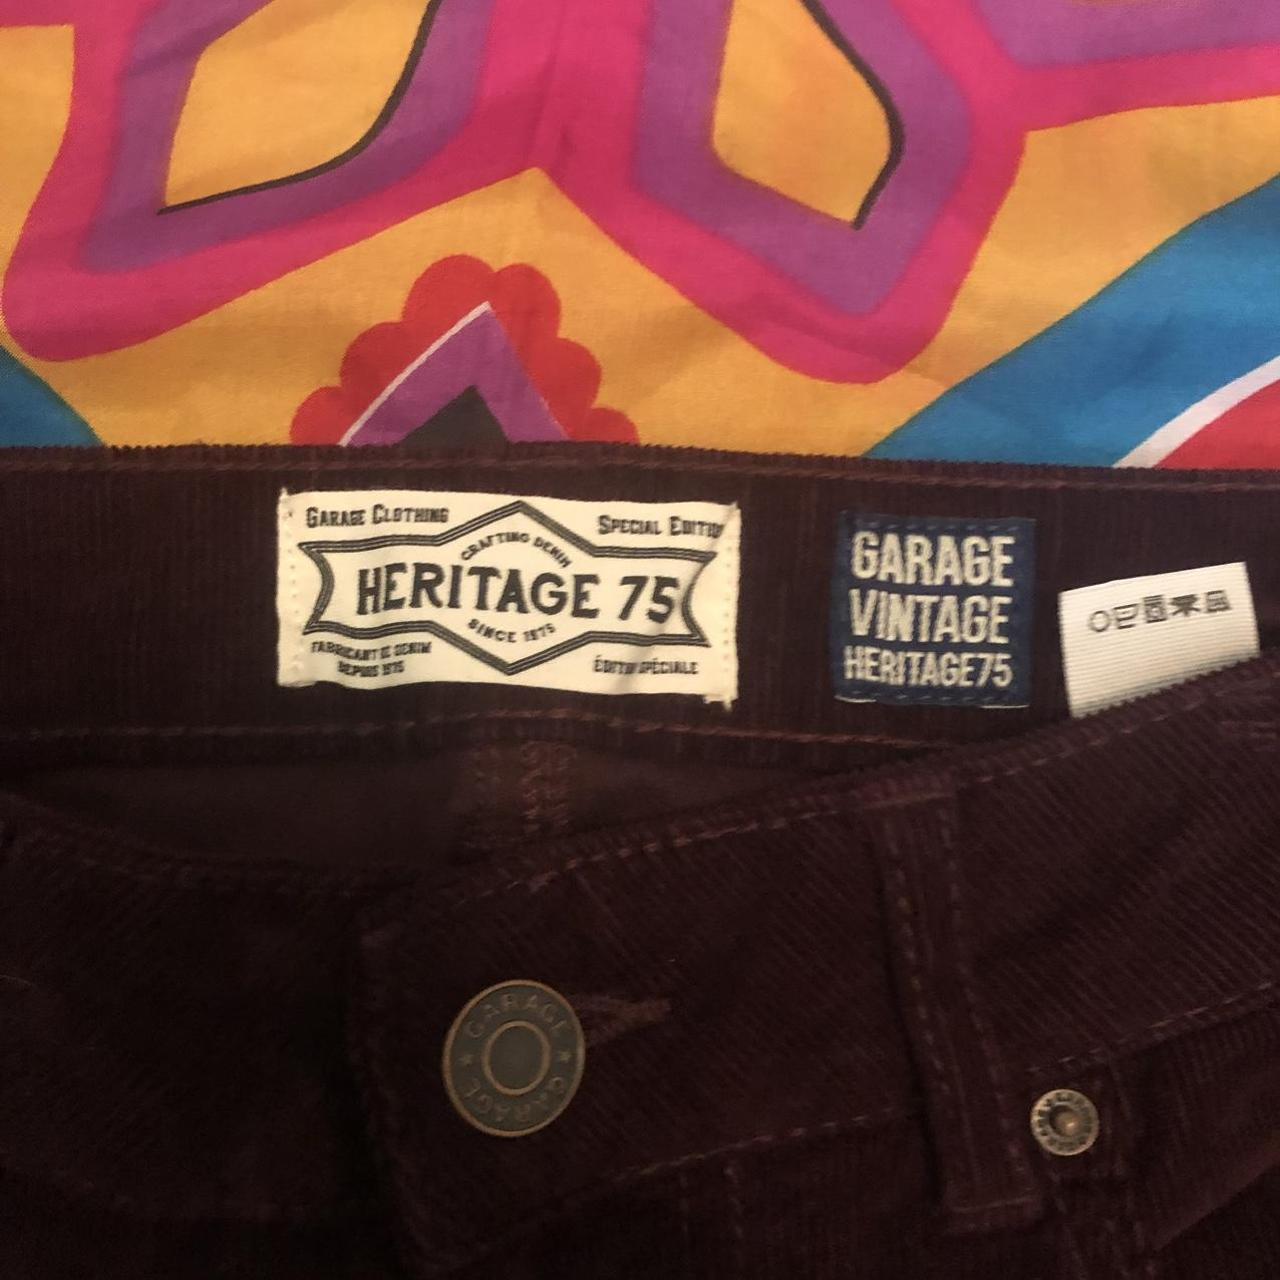 GARAGE CLOTHING
SPECIAL EDITIO
CRAFTING DENIM
HERITAGE 75
SINCE 1975
FABRICANT DE DENIM
DEPUIS 1975
ÉDITION SPÉCIALE
GARAGE
VINTAGE
HERITAGE75
GARAGE
GARAGE